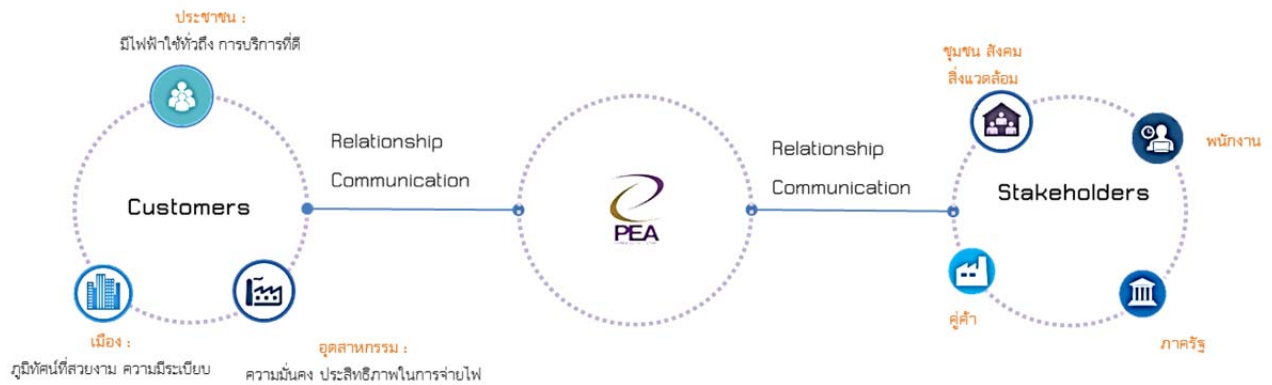 ประชาชน :
มีไฟฟ้าใช้ทั่วถึง การบริการที่ดี
Customers
เมือง :
ภูมิทัศน์ที่สวยงาม ความมีระเบียบ
อุตสาหกรรม :
ความมั่นคง ประสิทธิภาพในการจ่ายไฟ
Relationship
Communication
PEA
Relationship
Communication
ชุมชน สังคม
สิ่งแวดล้อม
พนักงาน
Stakeholders
คู่ค้า
ภาครัฐ